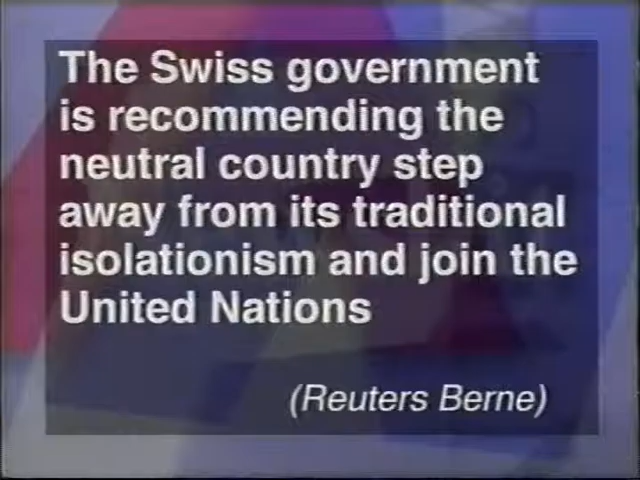 The Swiss government
is recommending the
neutral country step
away from its traditional
isolationism and join the
United Nations
(Reuters Berne)